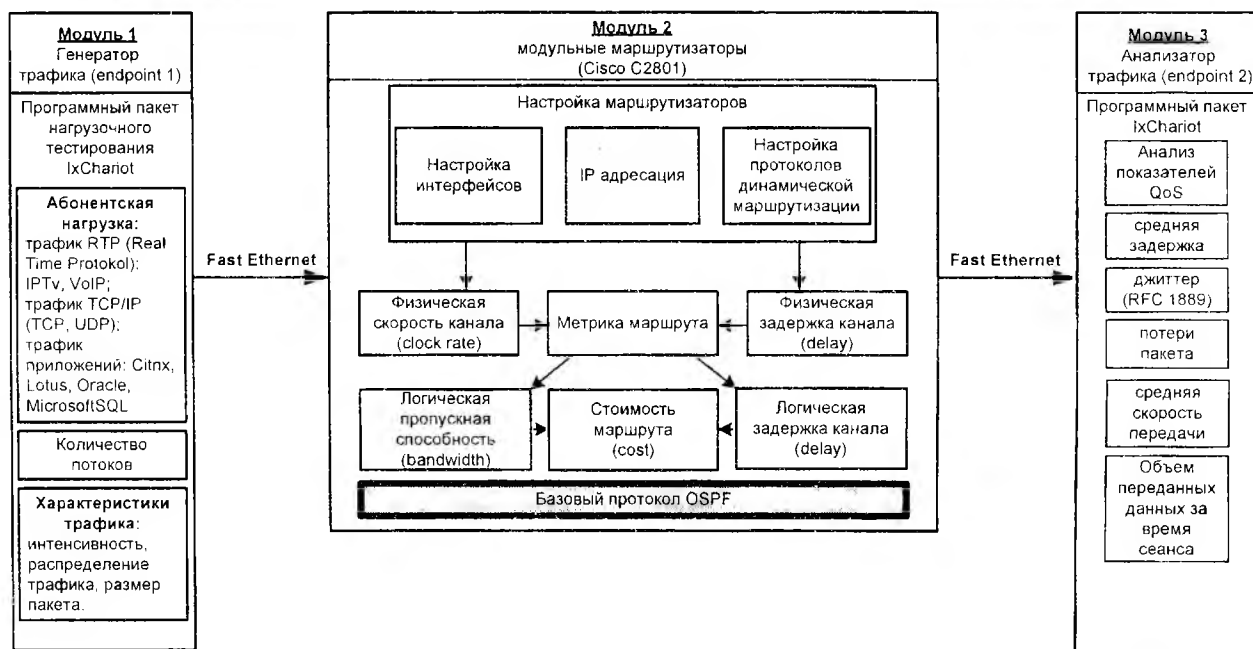 Модуль 1
Генератор
трафика (endpoint 1)
Программный пакет
нагрузочного
тестирования
IxChariot
Абонентская
нагрузка:
трафик RTP (Real
Time Protokol):
IPTv, VoIP;
трафик TCP/IP
(TCP, UDP);
трафик
приложений: Citrix,
Lotus, Oracle,
MicrosoftSQL
Количество
потоков
Характеристики
трафика:
интенсивность,
распределение
трафика, размер
пакета.
Fast Ethernet
Модуль 2
модульные маршрутизаторы
(Cisco C2801)
Настройка маршрутизаторов
Настройка
интерфейсов
IP адресация
Настройка
протоколов
динамической
маршрутизации
Физическая
скорость канала
(clock rate)
Метрика маршрута
Физическая
задержка канала
(delay)
Логическая
пропускная
способность
(bandwidth)
Стоимость
маршрута
(cost)
Логическая
задержка канала
(delay)
Базовый протокол OSPF
Fast Ethernet
Модуль 3
Анализатор
трафика (endpoint 2)
Программный пакет
IxChariot
Анализ
показателей
QoS
средняя
задержка
джиттер
(RFC 1889)
потери
пакета
средняя
скорость
передачи
Объем
переданных
данных за
время
сеанса